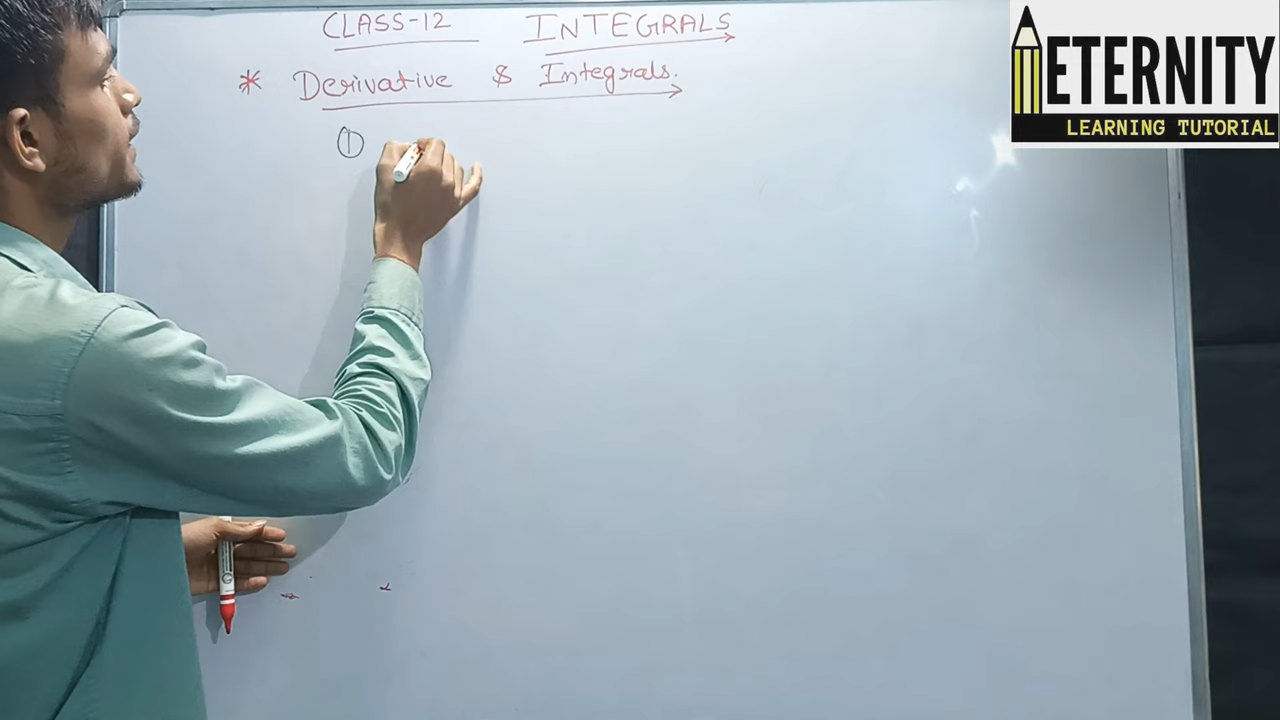 CLASS-12 INTEGRALS
* Derivative & Integrals.
①
ETERNITY
LEARNING TUTORIAL